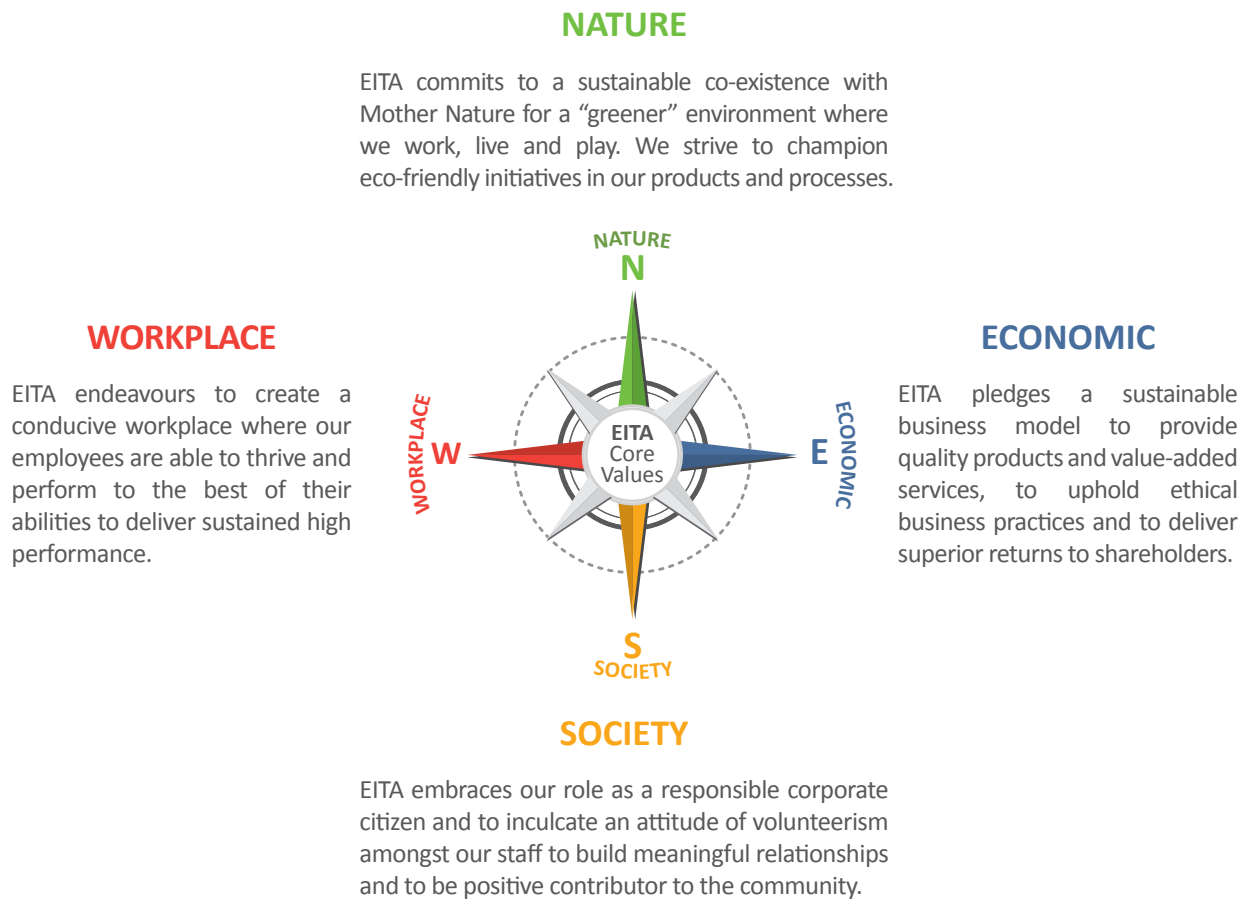 NATURE
EITA commits to a sustainable co-existence with
Mother Nature for a “greener” environment where
we work, live and play. We strive to champion
eco-friendly initiatives in our products and processes.
NATURE
N
WORKPLACE
EITA endeavours to create a
conducive workplace where our
employees are able to thrive and
perform to the best of their
abilities to deliver sustained high
performance.
WORKPLACE
W
EITA
Core
Values
E
ECONOMIC
ECONOMIC
EITA pledges a sustainable
business model to provide
quality products and value-added
services, to uphold ethical
business practices and to deliver
superior returns to shareholders.
S
SOCIETY
SOCIETY
EITA embraces our role as a responsible corporate
citizen and to inculcate an attitude of volunteerism
amongst our staff to build meaningful relationships
and to be positive contributor to the community.